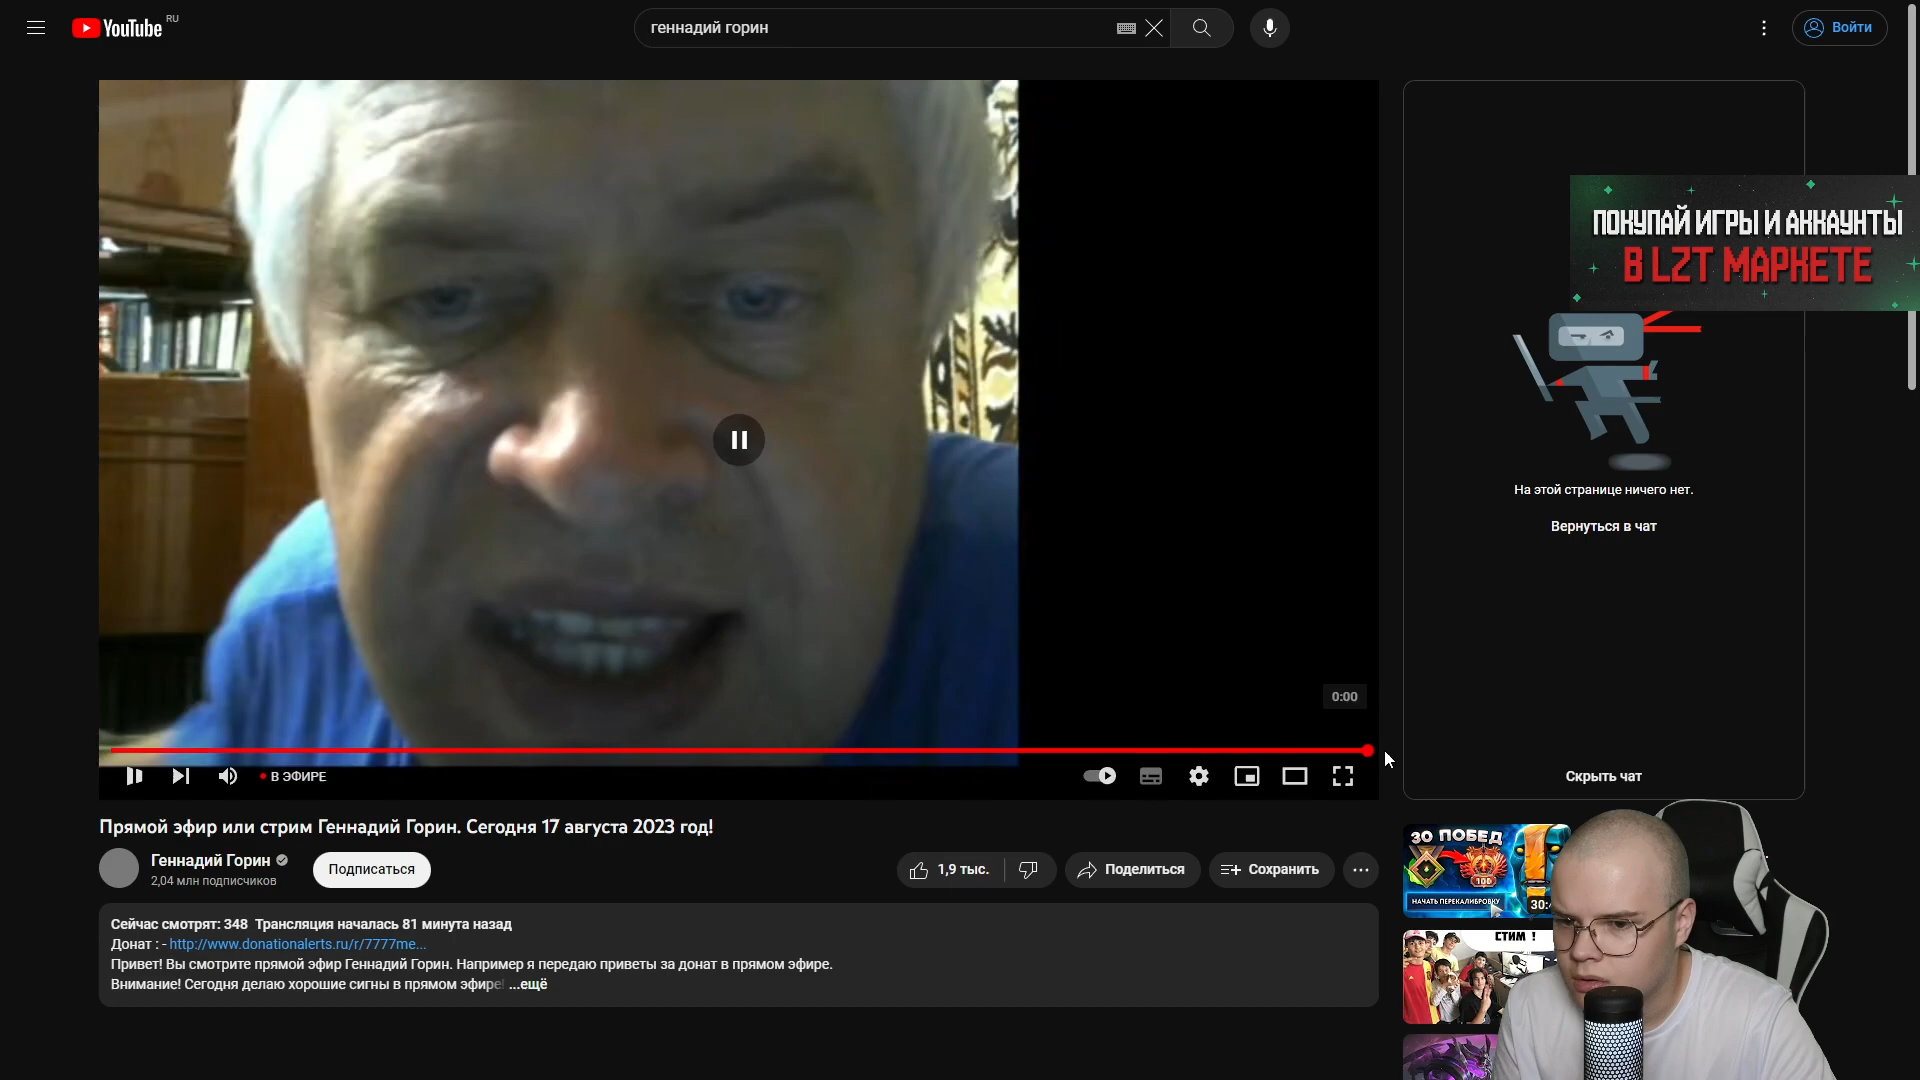 YouTube RU
геннадий горин
Войти
ПОКУПАЙ ИГРЫ И АККАУНТЫ
В LZT МАРКЕТЕ
На этой странице ничего нет.
Вернуться в чат
0:00
В ЭФИРЕ
Скрыть чат
Прямой эфир или стрим Геннадий Горин. Сегодня 17 августа 2023 год!
Геннадий Горин
2,04 млн подписчиков
Подписаться
1,9 тыс.
Поделиться
Сохранить
Сейчас смотрят: 348 Трансляция началась 81 минута назад
Донат : - http://www.donationalerts.ru/r/7777me...
Привет! Вы смотрите прямой эфир Геннадий Горин. Например я передаю приветы за донат в прямом эфире.
Внимание! Сегодня делаю хорошие сигны в прямом эфире! ...ещё
30 ПОБЕД
100
НАЧАТЬ ПЕРЕКАЛИБРОВКУ
30:
СТИМ !